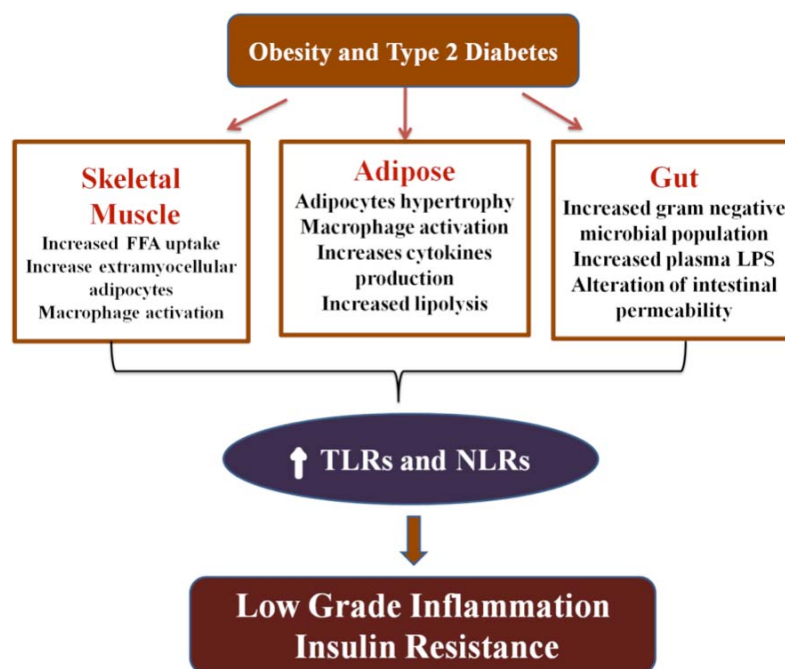 Obesity and Type 2 Diabetes
Skeletal
Muscle
Increased FFA uptake
Increase extramyocellular
adipocytes
Macrophage activation
Adipose
Adipocytes hypertrophy
Macrophage activation
Increases cytokines
production
Increased lipolysis
Gut
Increased gram negative
microbial population
Increased plasma LPS
Alteration of intestinal
permeability
TLRs and NLRs
Low Grade Inflammation
Insulin Resistance